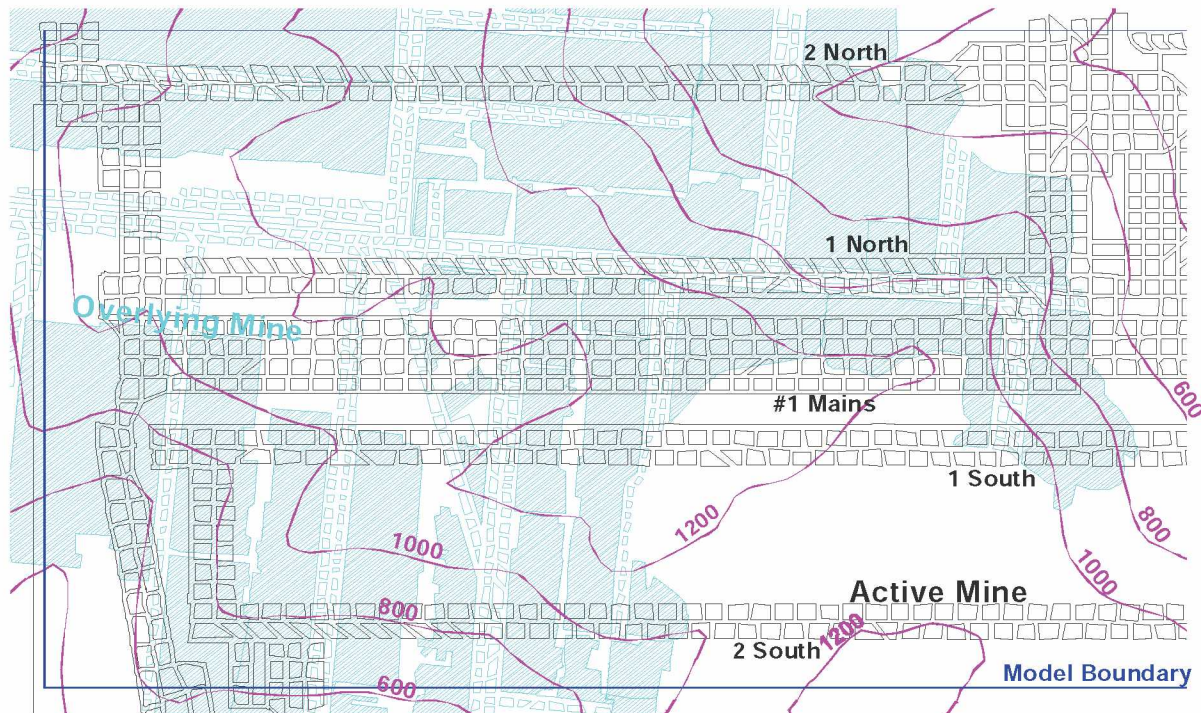 2 North
1 North
Overlying Mine
#1 Mains
600
1 South
1200
800
1000
1000
Active Mine
800
1200
2 South
Model Boundary
600